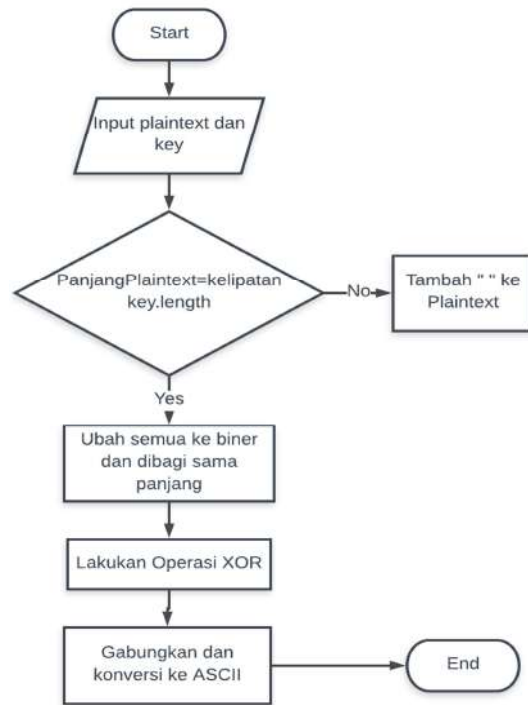 Start
Input plaintext dan
key
PanjangPlaintext=kelipatan
key.length
No
Tambah " " ke
Plaintext
Yes
Ubah semua ke biner
dan dibagi sama
panjang
Lakukan Operasi XOR
Gabungkan dan
konversi ke ASCII
End